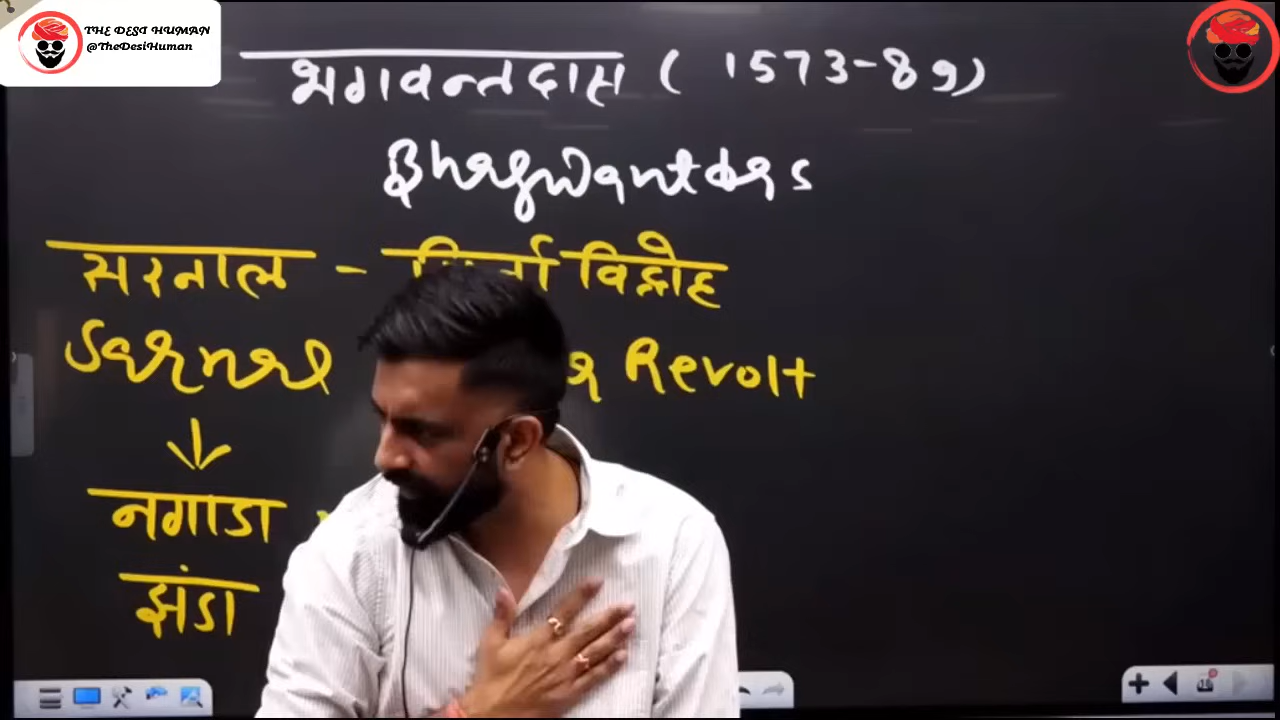 THE DESI HUMAN
@TheDesiHuman
भगवन्तदास ( 1573-89)
Bhagwantdas
सरनाल - विद्रोह
Sarnal Revolt
नगाडा
झंडा